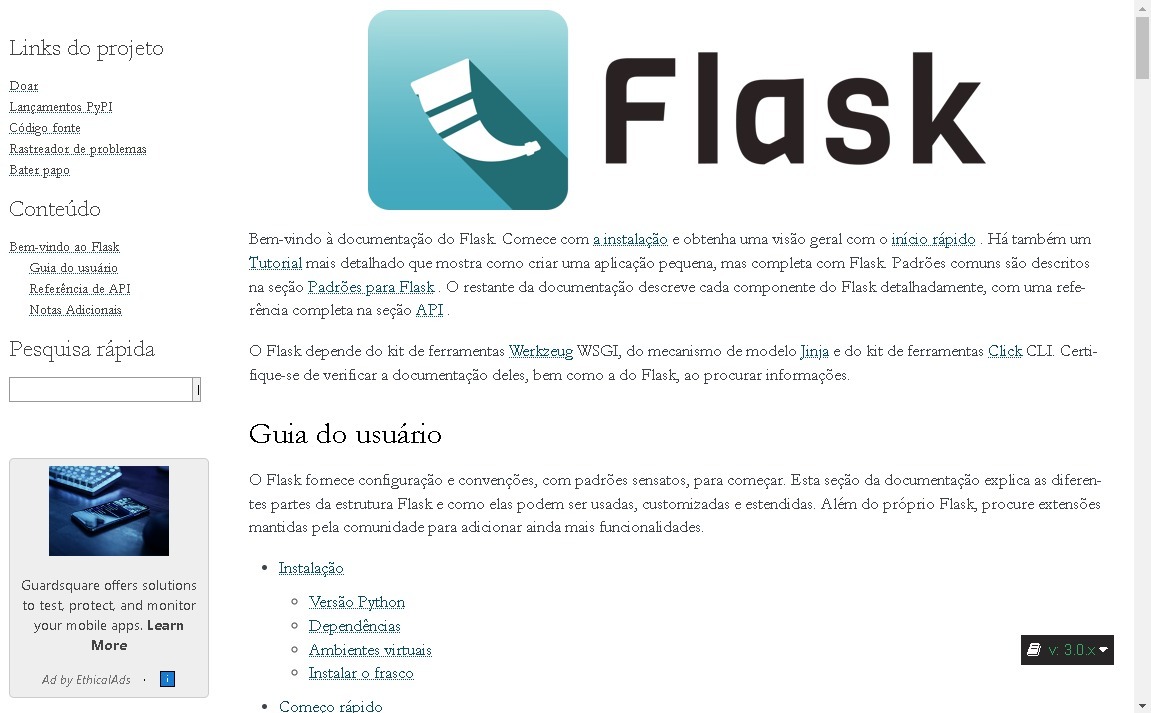 Links do projeto
Doar
Lançamentos PyPI
Código fonte
Rastreador de problemas
Bater papo
Conteúdo
Bem-vindo ao Flask
Guia do usuário
Referência de API
Notas Adicionais
Pesquisa rápida
Guardsquare offers solutions
to test, protect, and monitor
your mobile apps. Learn
More
Ad by EthicalAds ·
Flask
Bem-vindo à documentação do Flask. Comece com a instalação e obtenha uma visão geral com o início rápido . Há também um
Tutorial mais detalhado que mostra como criar uma aplicação pequena, mas completa com Flask. Padrões comuns são descritos
na seção Padrões para Flask . O restante da documentação descreve cada componente do Flask detalhadamente, com uma refe-
rência completa na seção API .
O Flask depende do kit de ferramentas Werkzeug WSGI, do mecanismo de modelo Jinja e do kit de ferramentas Click CLI. Certi-
fique-se de verificar a documentação deles, bem como a do Flask, ao procurar informações.
Guia do usuário
O Flask fornece configuração e convenções, com padrões sensatos, para começar. Esta seção da documentação explica as diferen-
tes partes da estrutura Flask e como elas podem ser usadas, customizadas e estendidas. Além do próprio Flask, procure extensões
mantidas pela comunidade para adicionar ainda mais funcionalidades.
Instalação
Versão Python
Dependências
Ambientes virtuais
Instalar o frasco
Começo rápido
v: 3.0.x